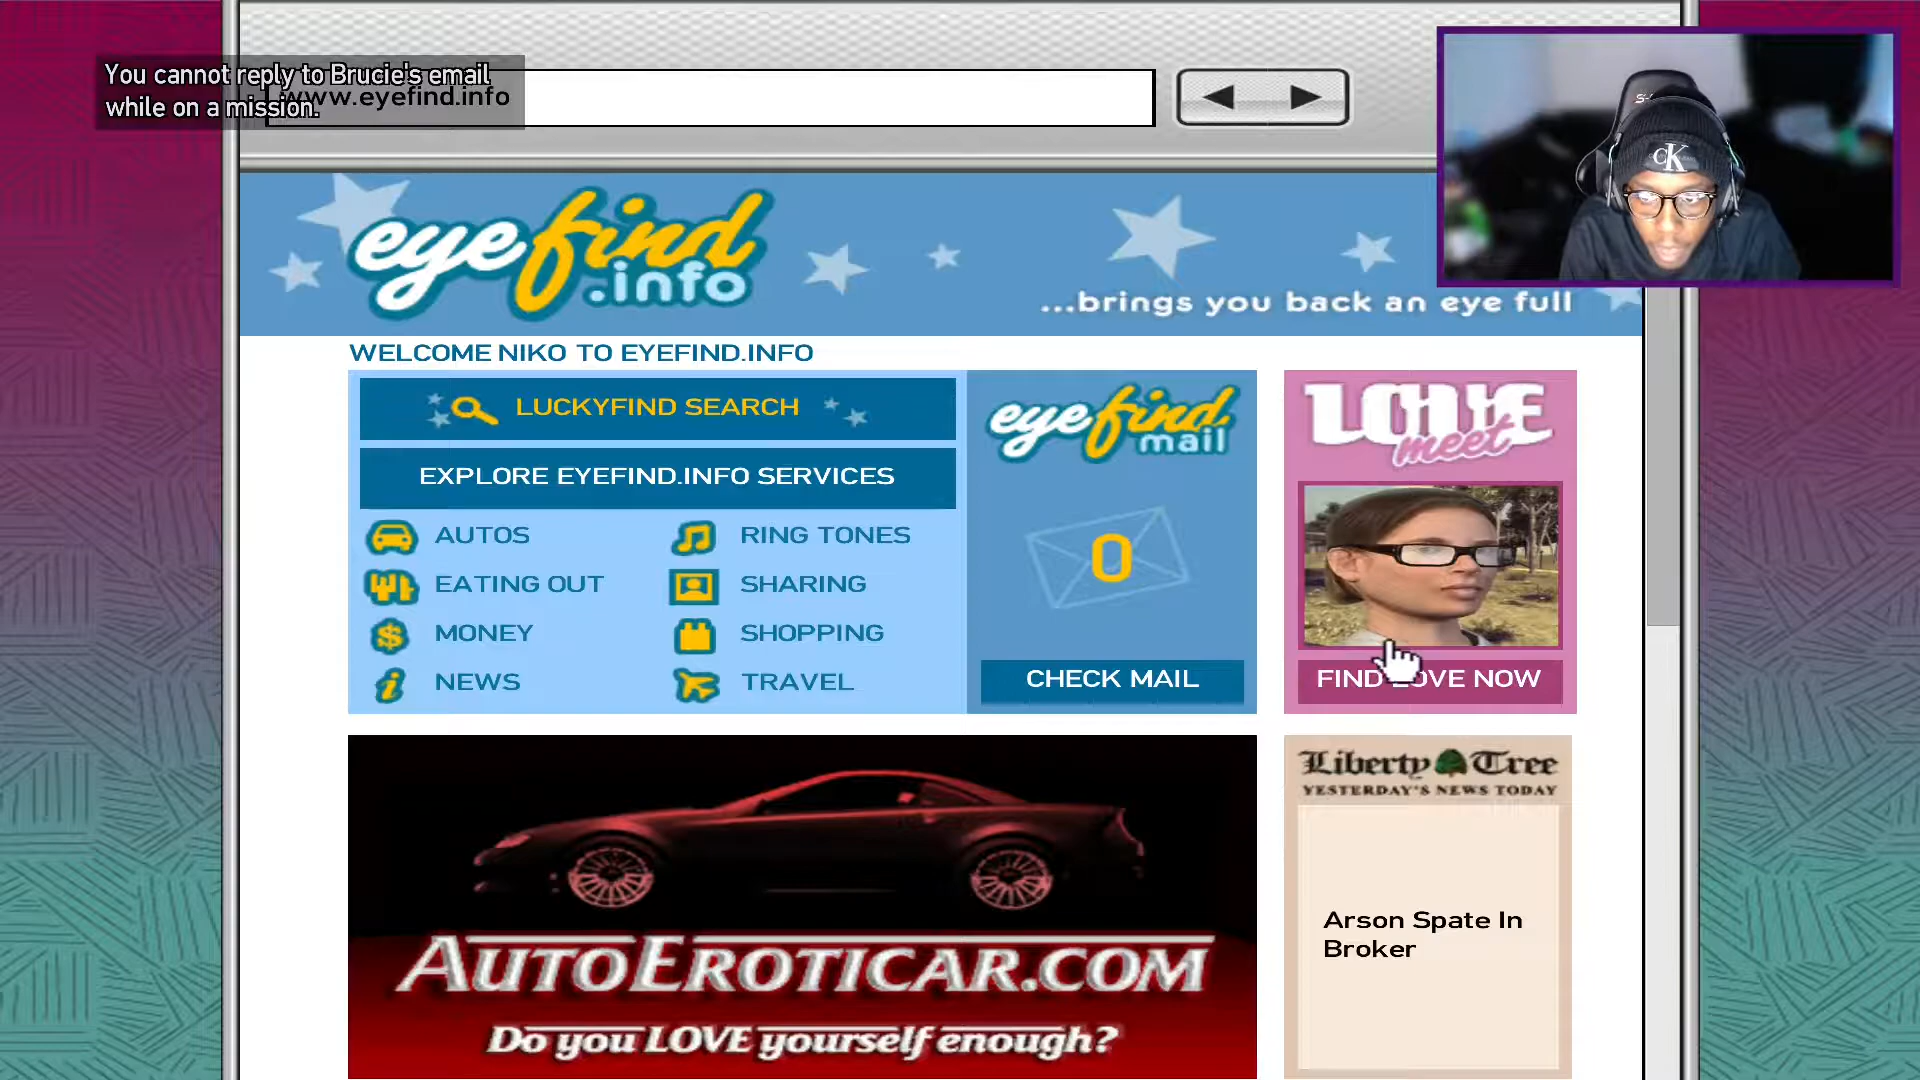 You cannot reply to Brucie's email
while on a mission.
www.eyefind.info
eyefind
.info
...brings you back an eye full
WELCOME NIKO TO EYEFIND.INFO
LUCKYFIND SEARCH
EXPLORE EYEFIND.INFO SERVICES
AUTOS
RING TONES
EATING OUT
SHARING
MONEY
SHOPPING
NEWS
TRAVEL
eyefind
mail
0
CHECK MAIL
LOVE
meet
FIND LOVE NOW
AUTOEROTICAR.COM
Do you LOVE yourself enough?
Liberty Tree
YESTERDAY'S NEWS TODAY
Arson Spate In
Broker
CK